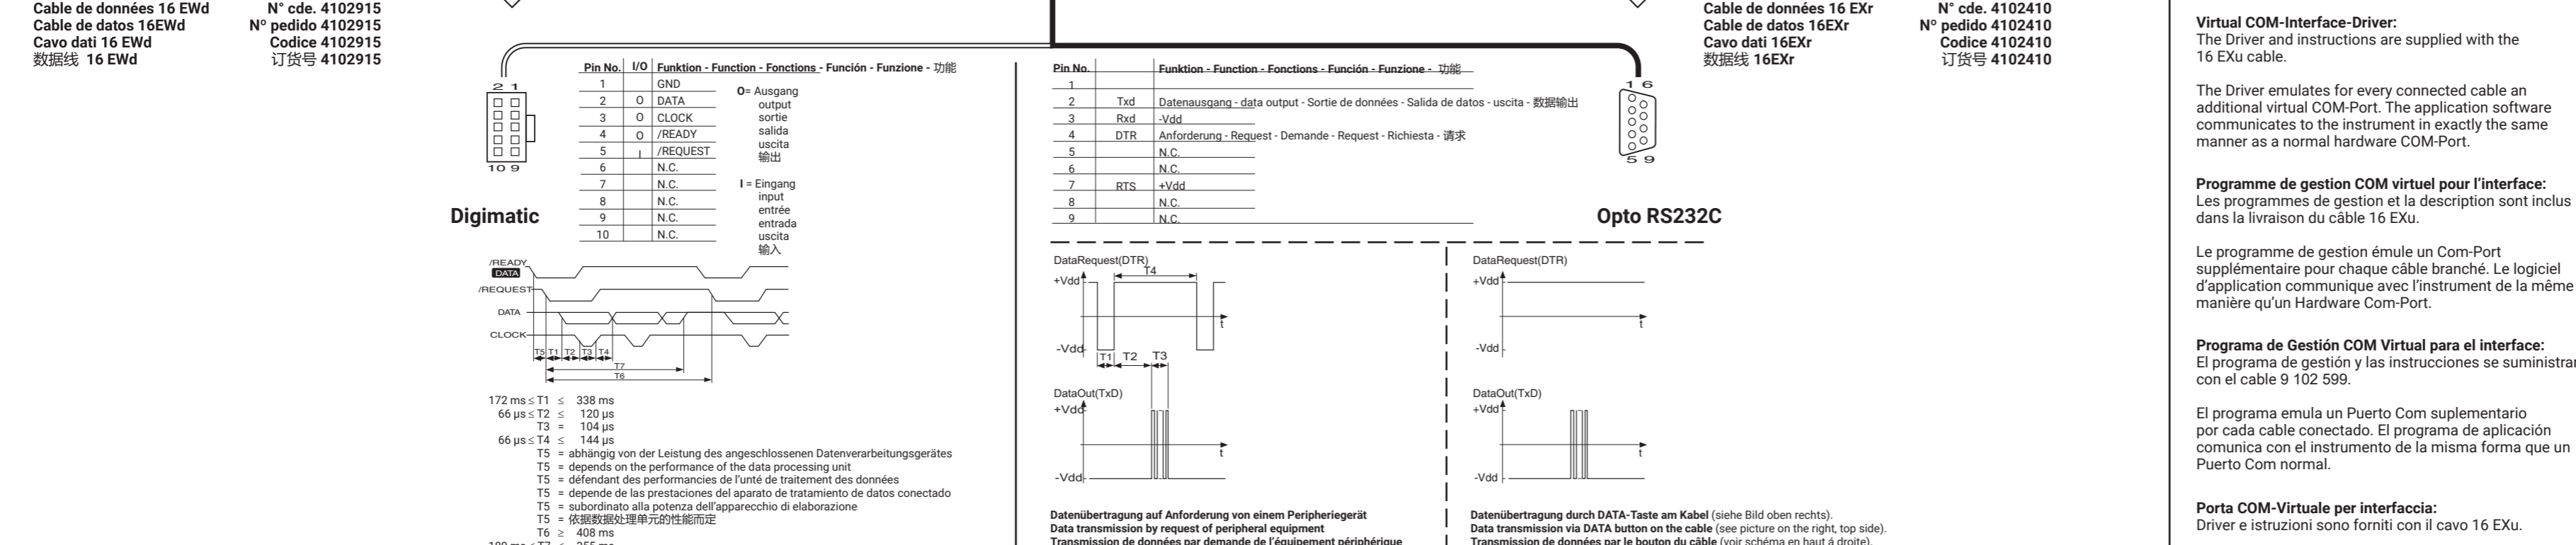 Cable de données 16 EWd N° cde. 4102915
Cable de datos 16EWd Nº pedido 4102915
Cavo dati 16 EWd Codice 4102915
数据线 16 EWd 订货号 4102915
Pin No. I/O Funktion - Function - Fonctions - Función - Funzione - 功能
1 GND
2 O DATA
3 O CLOCK
4 O /READY
5 I /REQUEST
6 N.C.
7 N.C.
8 N.C.
9 N.C.
10 N.C.
O= Ausgang
output
sortie
salida
uscita
输出
I = Eingang
input
entrée
entrada
uscita
输入
2 1
10 9
Digimatic
/READY
DATA
/REQUEST
DATA
CLOCK
T5 T1 T2 T3 T4
T7
T6
172 ms ≤ T1 ≤ 338 ms
66 µs ≤ T2 ≤ 120 µs
T3 = 104 µs
66 µs ≤ T4 ≤ 144 µs
T5 = abhängig von der Leistung des angeschlossenen Datenverarbeitungsgerätes
T5 = depends on the performance of the data processing unit
T5 = défendant des performancies de l'unté de traitement des données
T5 = depende de las prestaciones del aparato de tratamiento de datos conectado
T5 = subordinato alla potenza dell'apparecchio di elaborazione
T5 = 依据数据处理单元的性能而定
T6 ≥ 408 ms
Cable de données 16 EXr N° cde. 4102410
Cable de datos 16EXr Nº pedido 4102410
Cavo dati 16EXr Codice 4102410
数据线 16EXr 订货号 4102410
Pin No. Funktion - Function - Fonctions - Función - Funzione - 功能
1
2 Txd Datenausgang - data output - Sortie de données - Salida de datos - uscita - 数据输出
3 Rxd -Vdd
4 DTR Anforderung - Request - Demande - Request - Richiesta - 请求
5 N.C.
6 N.C.
7 RTS +Vdd
8 N.C.
9 N.C.
1 6
5 9
Opto RS232C
DataRequest(DTR)
T4
+Vdd
t
-Vdd
T1 T2 T3
DataOut(TxD)
+Vdd
t
-Vdd
Datenübertragung auf Anforderung von einem Peripheriegerät
Data transmission by request of peripheral equipment
Transmission de données par demande de l'équipement périphérique
DataRequest(DTR)
+Vdd
t
-Vdd
DataOut(TxD)
+Vdd
t
-Vdd
Datenübertragung durch DATA-Taste am Kabel (siehe Bild oben rechts).
Data transmission via DATA button on the cable (see picture on the right, top side).
Transmission de données par le bouton du câble (voir schéma en haut á droite).
Virtual COM-Interface-Driver:
The Driver and instructions are supplied with the
16 EXu cable.
The Driver emulates for every connected cable an
additional virtual COM-Port. The application software
communicates to the instrument in exactly the same
manner as a normal hardware COM-Port.
Programme de gestion COM virtuel pour l'interface:
Les programmes de gestion et la description sont inclus
dans la livraison du câble 16 EXu.
Le programme de gestion émule un Com-Port
supplémentaire pour chaque câble branché. Le logiciel
d'application communique avec l'instrument de la même
manière qu'un Hardware Com-Port.
Programa de Gestión COM Virtual para el interface:
El programa de gestión y las instrucciones se suministran
con el cable 9 102 599.
El programa emula un Puerto Com suplementario
por cada cable conectado. El programa de aplicación
comunica con el instrumento de la misma forma que un
Puerto Com normal.
Porta COM-Virtuale per interfaccia:
Driver e istruzioni sono forniti con il cavo 16 EXu.